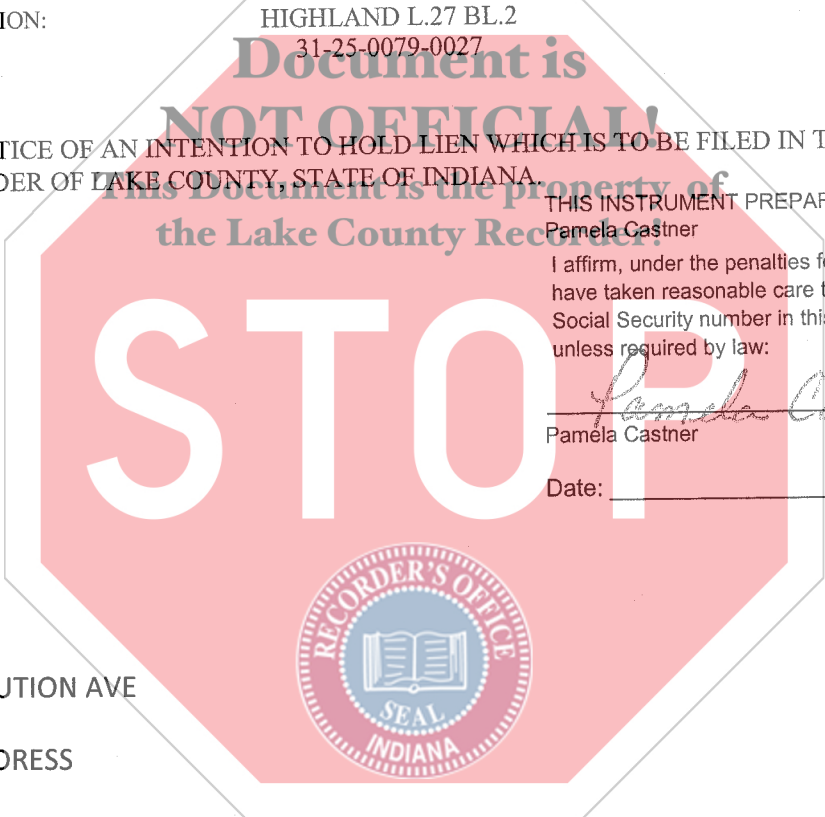 ION: HIGHLAND L.27 BL.2
31-25-0079-0027
Document is
NOT OFFICIAL!
TICE OF AN INTENTION TO HOLD LIEN WHICH IS TO BE FILED IN T
DER OF LAKE COUNTY, STATE OF INDIANA.
This Document is the property of
the Lake County Recorder!
THIS INSTRUMENT PREPAR
Pamela Castner
I affirm, under the penalties f
have taken reasonable care t
Social Security number in this
unless required by law:
STOP
Pamela C
Pamela Castner
Date:
RECORDER'S OFFICE
SEAL
INDIANA
UTION AVE
DRESS